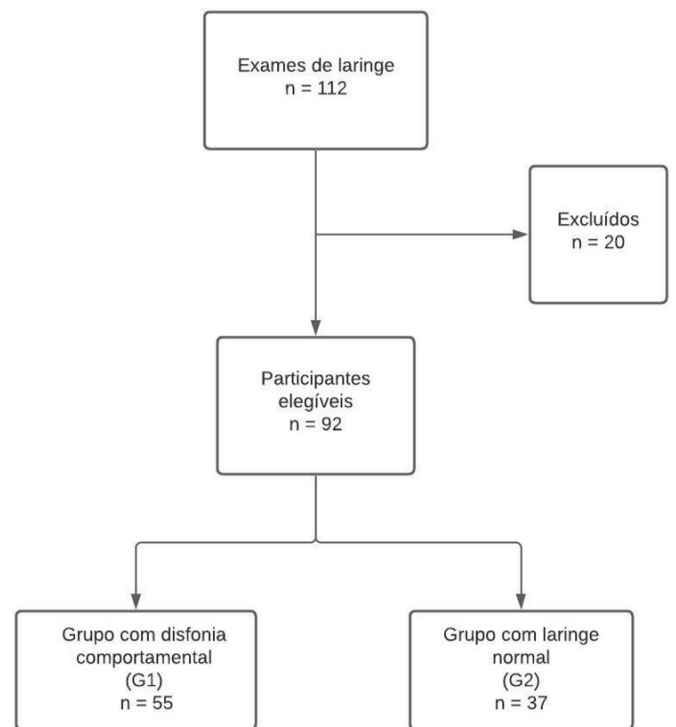 Exames de laringe
n = 112
Excluídos
n = 20
Participantes
elegíveis
n = 92
Grupo com disfonia
comportamental
(G1)
n = 55
Grupo com laringe
normal
(G2)
n = 37